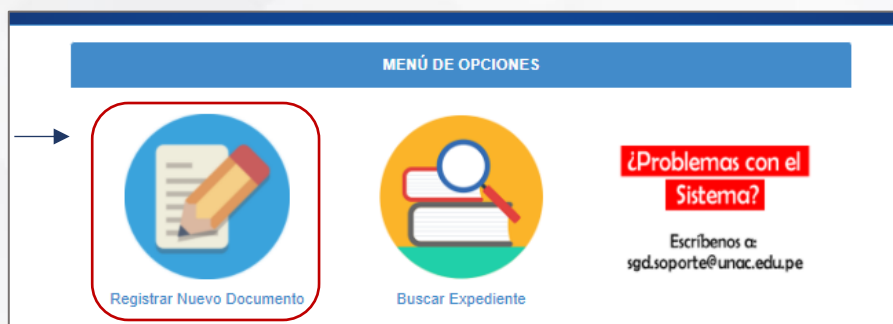 MENÚ DE OPCIONES
Registrar Nuevo Documento
Buscar Expediente
¿Problemas con el
Sistema?
Escríbenos a:
sgd.soporte@unac.edu.pe